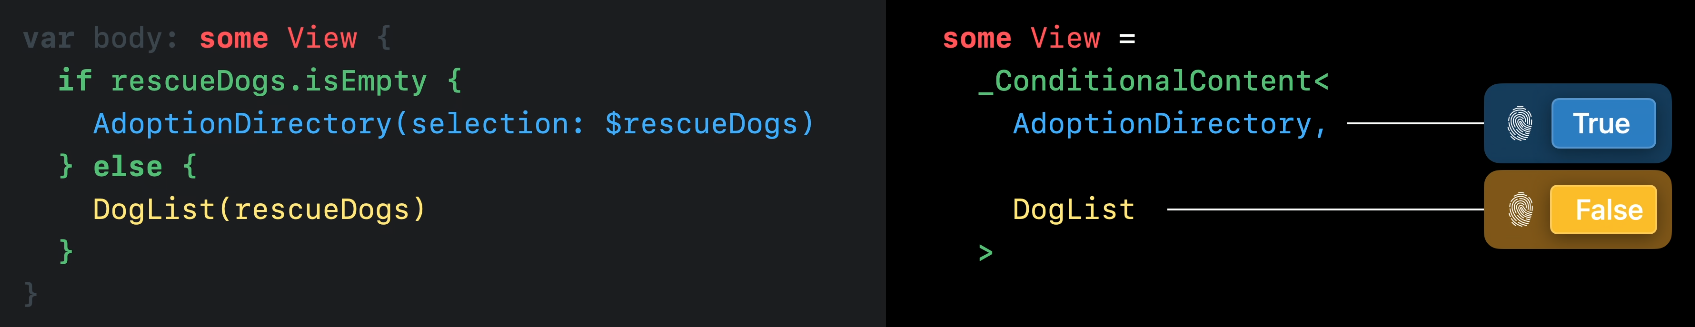 var body: some View {
if rescueDogs.isEmpty {
AdoptionDirectory(selection: $rescueDogs)
} else {
DogList(rescueDogs)
}
}
some View =
_ConditionalContent<
AdoptionDirectory,
True
DogList
False
>